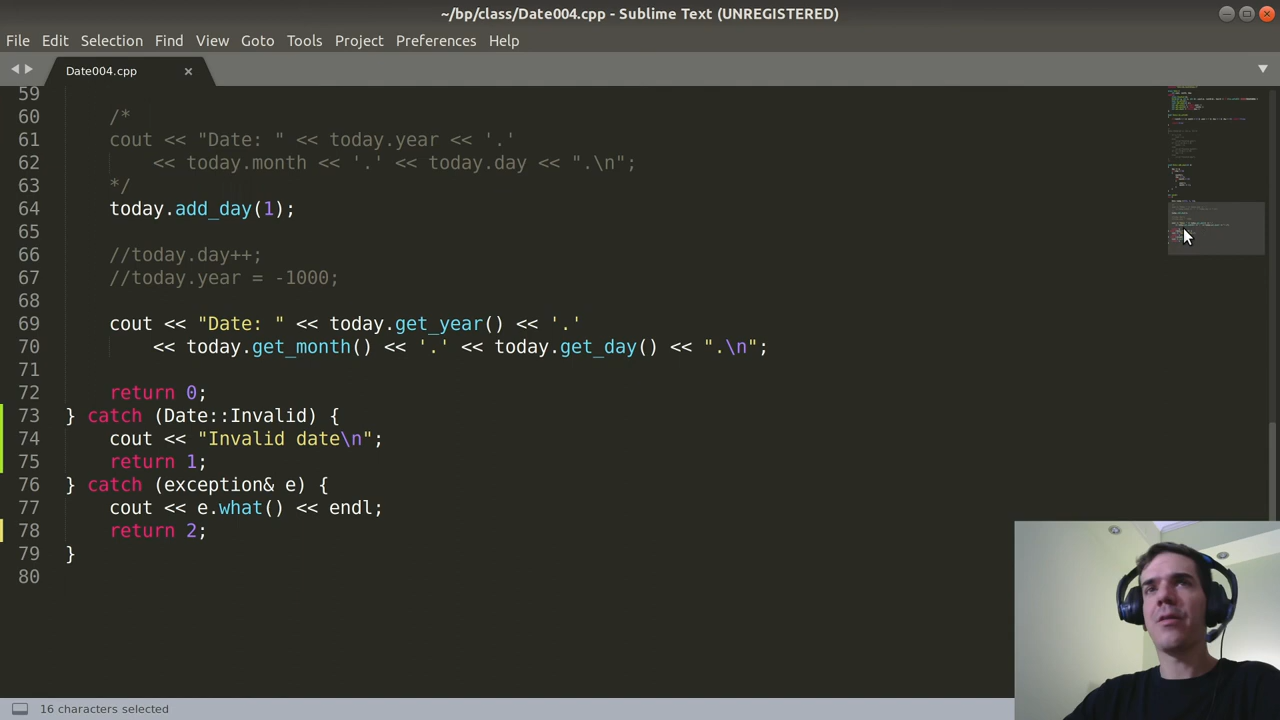 ~/bp/class/Date004.cpp - Sublime Text (UNREGISTERED)
File Edit Selection Find View Goto Tools Project Preferences Help
Date004.cpp
59
60 /*
61 cout << "Date: " << today.year << '.'
62 << today.month << '.' << today.day << ".\n";
63 */
64 today.add_day(1);
65
66 //today.day++;
67 //today.year = -1000;
68
69 cout << "Date: " << today.get_year() << '.'
70 << today.get_month() << '.' << today.get_day() << ".\n";
71
72 return 0;
73 } catch (Date::Invalid) {
74 cout << "Invalid date\n";
75 return 1;
76 } catch (exception& e) {
77 cout << e.what() << endl;
78 return 2;
79 }
80
16 characters selected